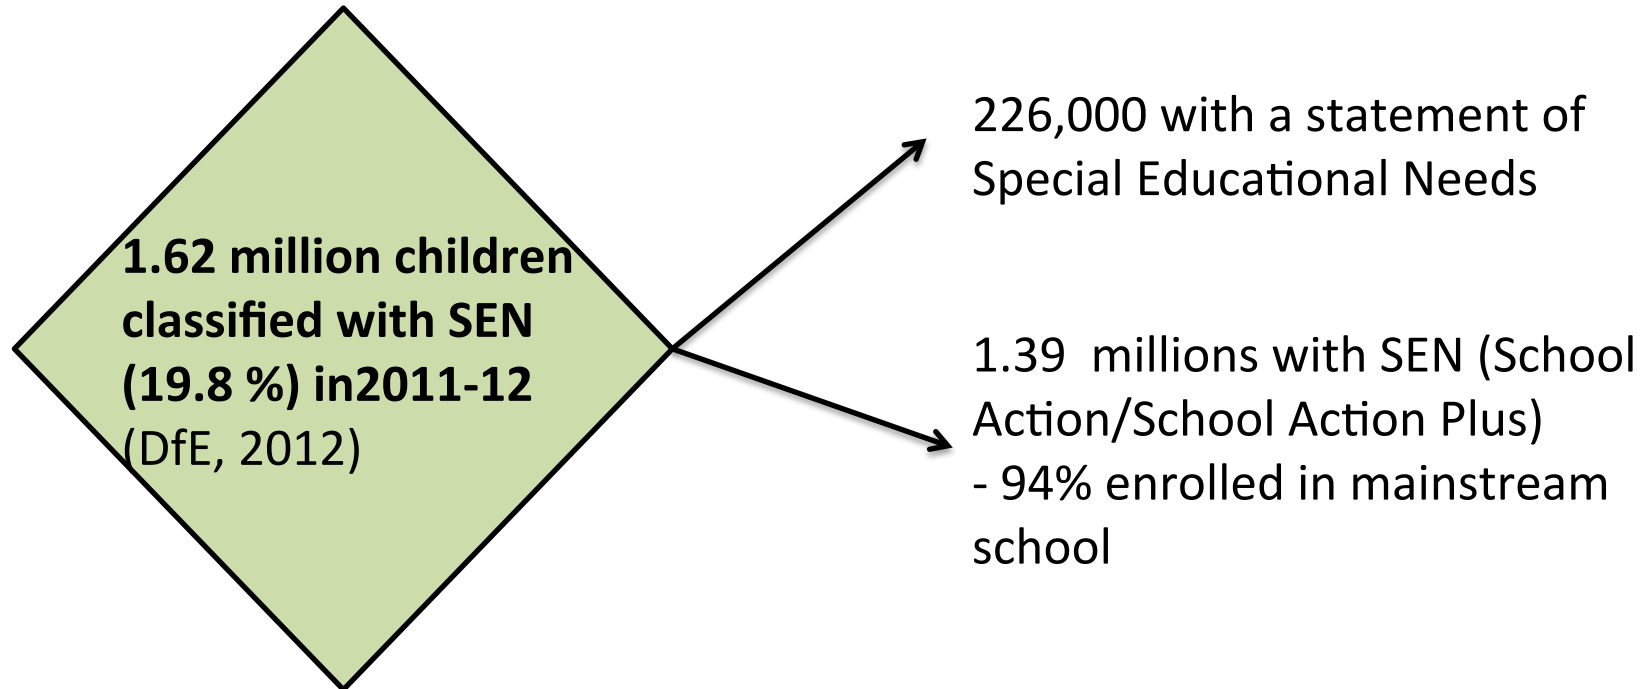 1.62 million children
classified with SEN
(19.8 %) in2011-12
(DfE, 2012)
226,000 with a statement of
Special Educational Needs
1.39  millions with SEN (School
Action/School Action Plus)
- 94% enrolled in mainstream
school